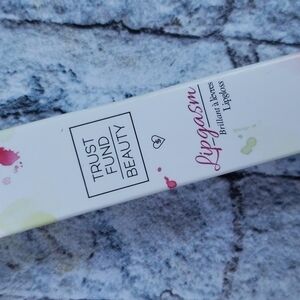 TRUST
FUND
BEAUTY
Lipgasm
Brillant à lèvres
Lipgloss